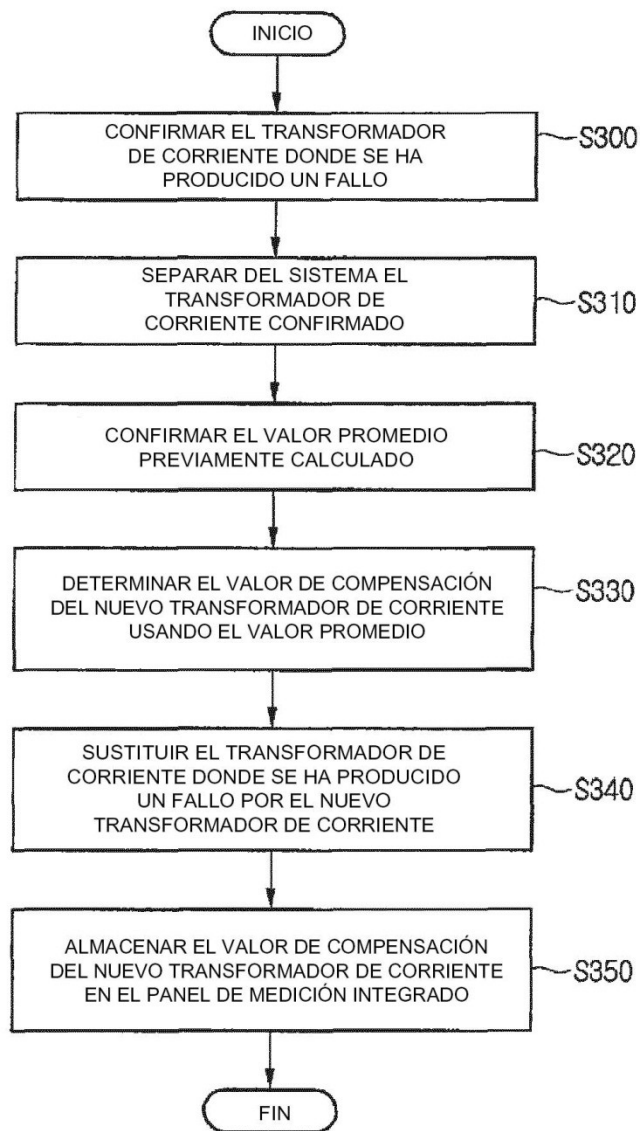 INICIO
CONFIRMAR EL TRANSFORMADOR
DE CORRIENTE DONDE SE HA
PRODUCIDO UN FALLO
S300
SEPARAR DEL SISTEMA EL
TRANSFORMADOR DE
CORRIENTE CONFIRMADO
S310
CONFIRMAR EL VALOR PROMEDIO
PREVIAMENTE CALCULADO
S320
DETERMINAR EL VALOR DE COMPENSACIÓN
DEL NUEVO TRANSFORMADOR DE CORRIENTE
USANDO EL VALOR PROMEDIO
S330
SUSTITUIR EL TRANSFORMADOR DE
CORRIENTE DONDE SE HA PRODUCIDO
UN FALLO POR EL NUEVO
TRANSFORMADOR DE CORRIENTE
S340
ALMACENAR EL VALOR DE COMPENSACIÓN
DEL NUEVO TRANSFORMADOR DE CORRIENTE
EN EL PANEL DE MEDICIÓN INTEGRADO
S350
FIN